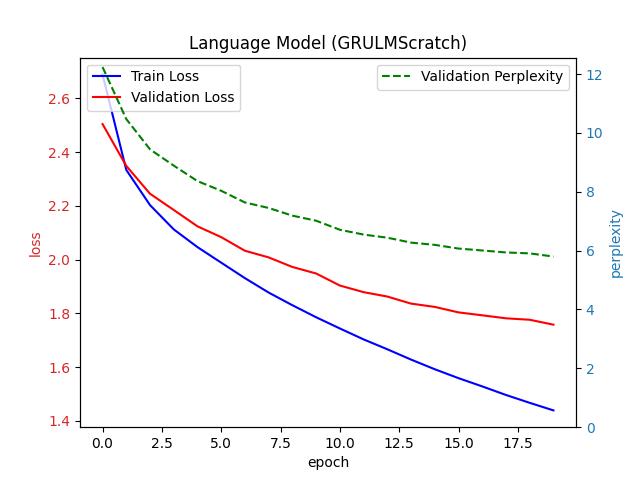 Language Model (GRULMScratch)
Train Loss
Validation Loss
Validation Perplexity
2.6
2.4
2.2
2.0
1.8
1.6
1.4
loss
12
10
8
6
4
2
0
perplexity
0.0 2.5 5.0 7.5 10.0 12.5 15.0 17.5
epoch